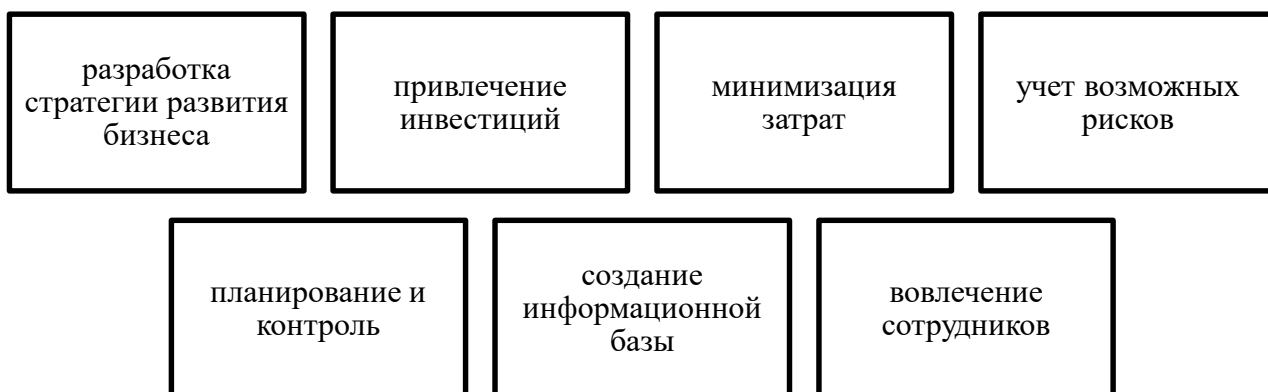 разработка
стратегии развития
бизнеса
привлечение
инвестиций
минимизация
затрат
учет возможных
рисков
планирование и
контроль
создание
информационной
базы
вовлечение
сотрудников